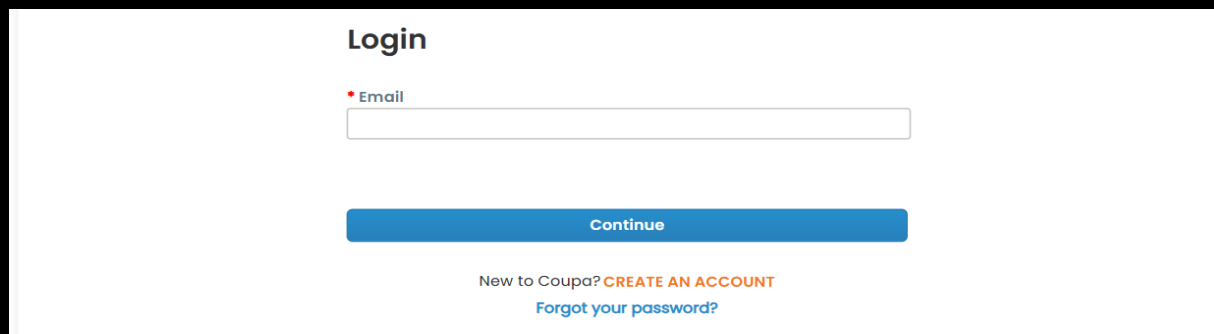 Login
* Email
Continue
New to Coupa? CREATE AN ACCOUNT
Forgot your password?